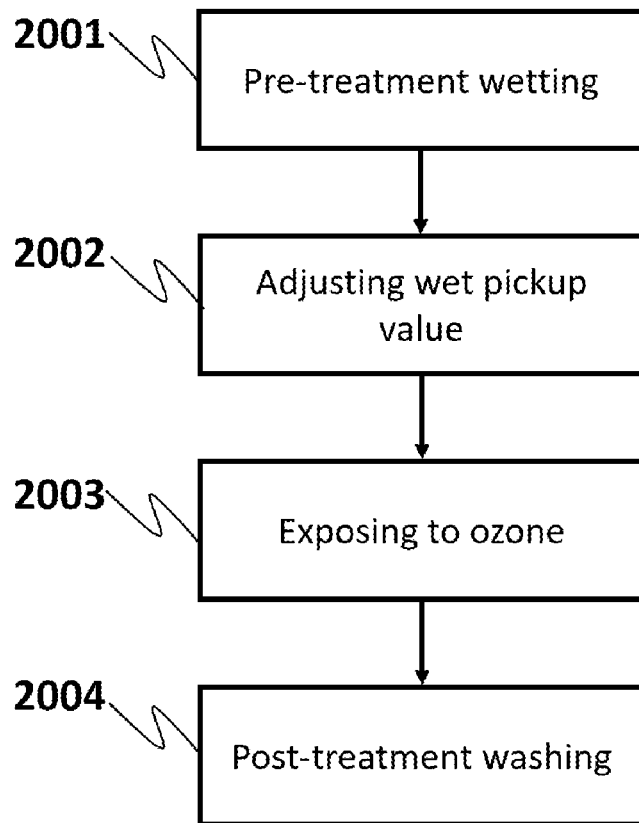 2001
Pre-treatment wetting
2002
Adjusting wet pickup
value
2003
Exposing to ozone
2004
Post-treatment washing